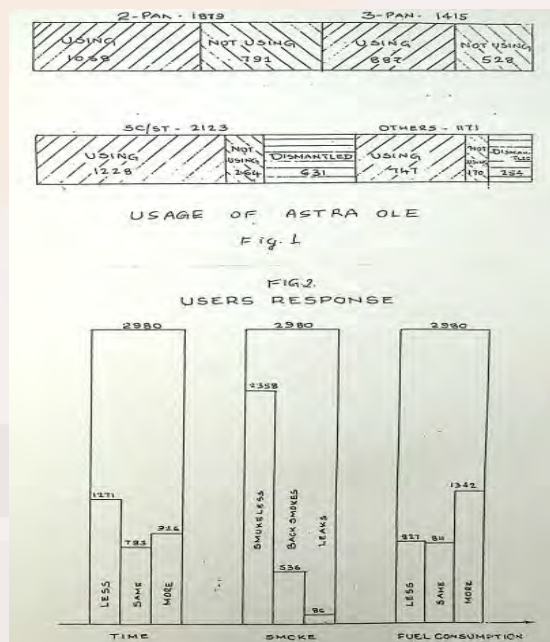 2-PAN - 1879 3-PAN - 1415
USING NOT USING USING NOT USING
1088 791 887 528
SC/ST - 2123 OTHERS - 1171
USING NOT USING DISMANTLED USING NOT USING DISMAN-TLED
1228 264 631 747 170 254
USAGE OF ASTRA OLE
Fig. 1
FIG 2.
USERS RESPONSE
2980 2980 2980
1271 793 916
LESS SAME MORE
2358 536 86
SMOKELESS BACK SMOKES LEAKS
827 811 1342
LESS SAME MORE
TIME SMOKE FUEL CONSUMPTION